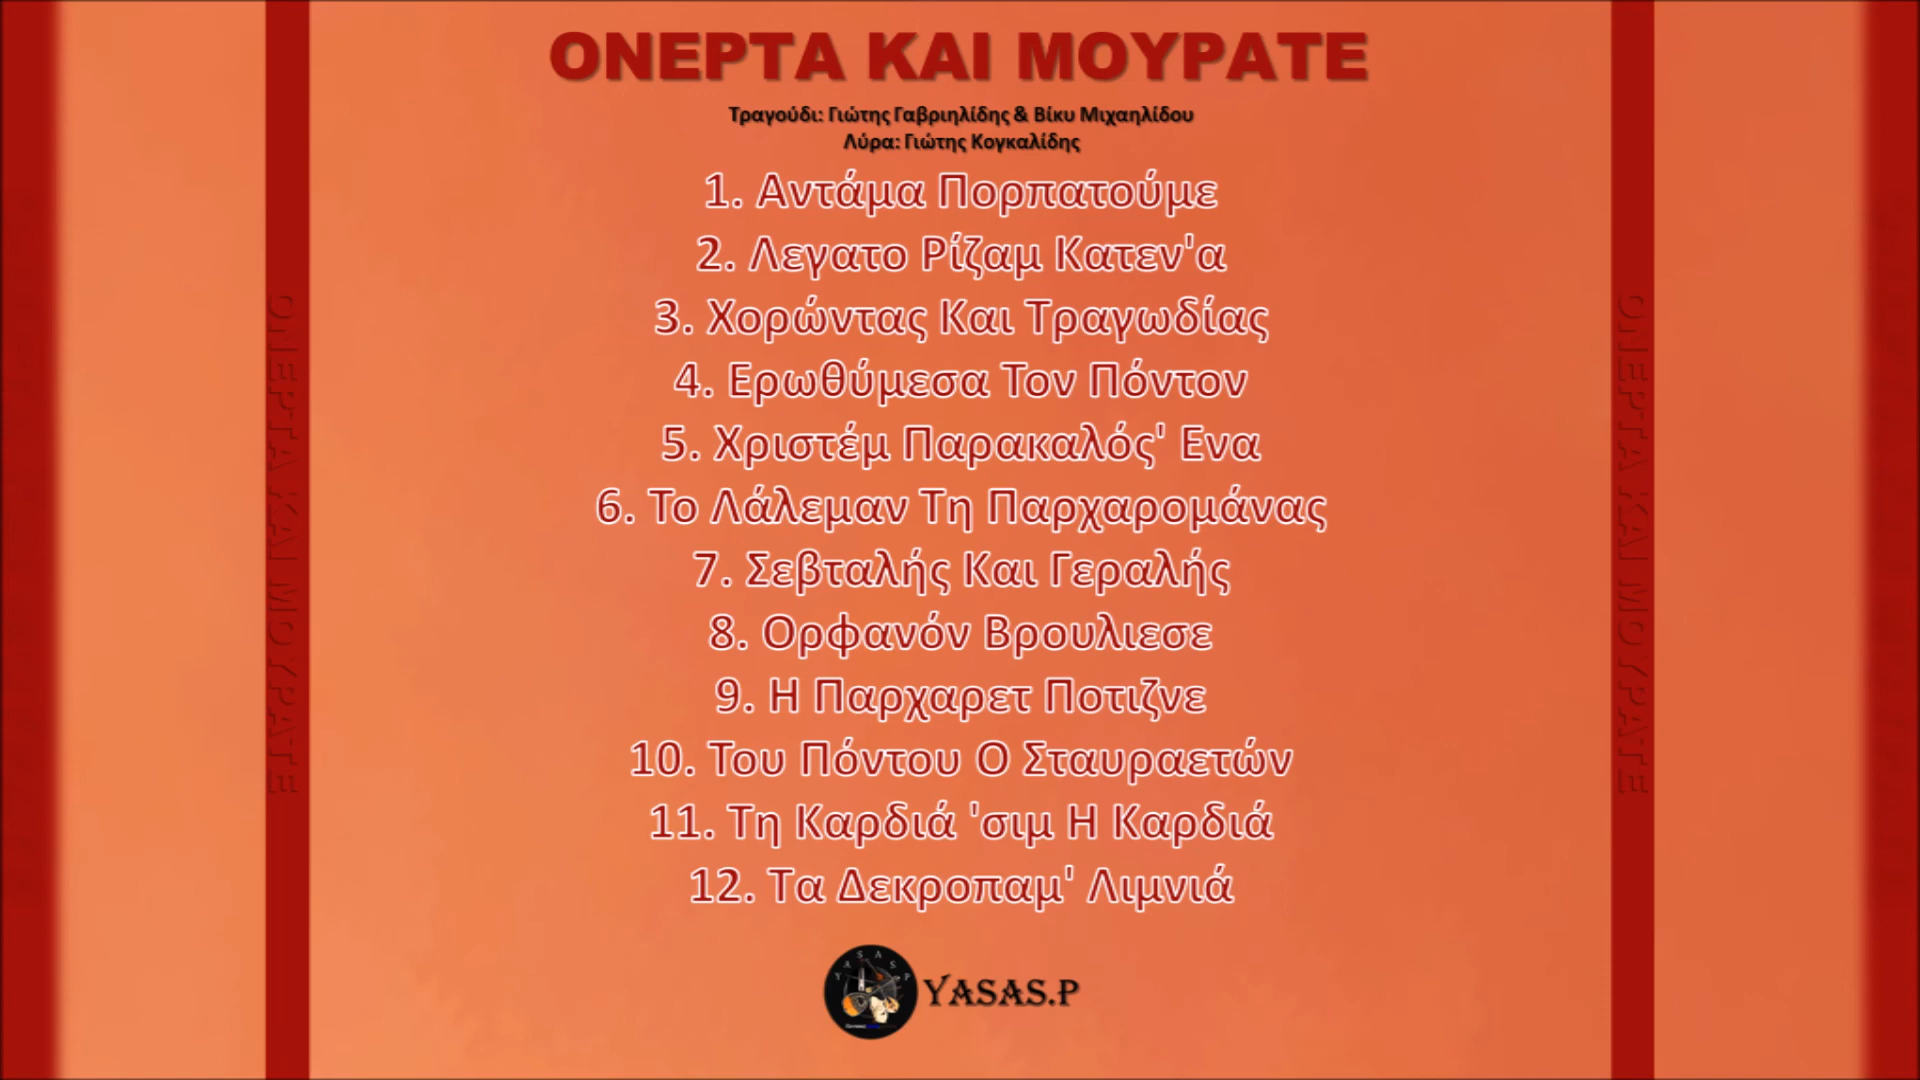 ΟΝΕΡΤΑ ΚΑΙ ΜΟΥΡΑΤΕ
Τραγούδι: Γιώτης Γαβριηλίδης & Βίκυ Μιχαηλίδου
Λύρα: Γιώτης Κογκαλίδης
1. Αντάμα Πορπατούμε
2. Λεγατο Ρίζαμ Κατεν'α
3. Χορώντας Και Τραγωδίας
4. Ερωθύμεσα Τον Πόντον
5. Χριστέμ Παρακαλός' Ενα
6. Το Λάλεμαν Τη Παρχαρομάνας
7. Σεβταλής Και Γεραλής
8. Ορφανόν Βρουλιεσε
9. Η Παρχαρετ Ποτιζνε
10. Του Πόντου Ο Σταυραετών
11. Τη Καρδιά 'σιμ Η Καρδιά
12. Τα Δεκροπαμ' Λιμνιά
YASAS.P
YASAS.P
ΟΝΕΡΤΑ ΚΑΙ ΜΟΥΡΑΤΕ
ΟΝΕΡΤΑ ΚΑΙ ΜΟΥΡΑΤΕ